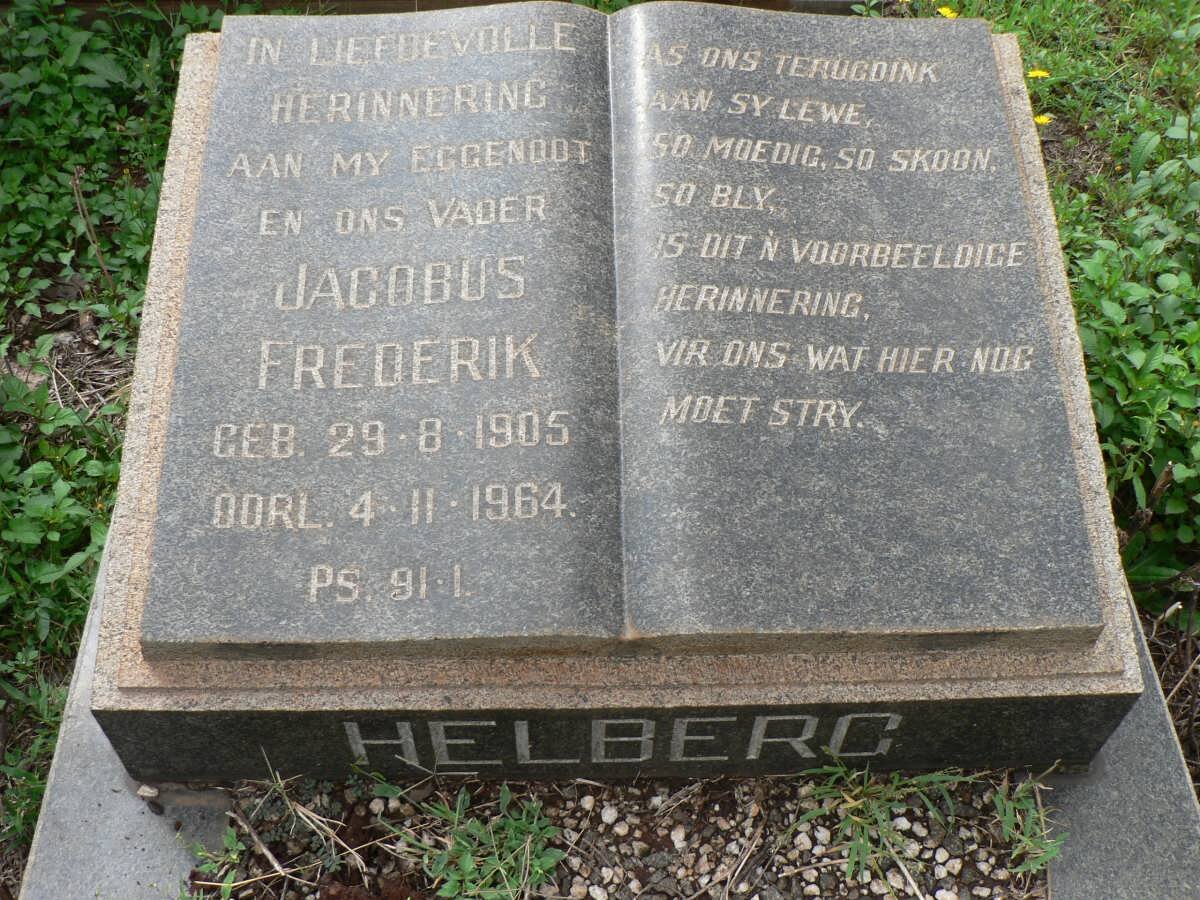 IN LIEFDEVOLLE
HERINNERING
AAN MY EGGENOOT
EN ONS VADER
JACOBUS
FREDERIK
GEB. 29·8·1905
OORL. 4·11·1964.
PS. 91·1.
AS ONS TERUGDINK
AAN SY LEWE,
SO MOEDIG, SO SKOON,
SO BLY,
IS DIT 'N VOORBEELDIGE
HERINNERING,
VIR ONS WAT HIER NOG
MOET STRY.
HELBERG